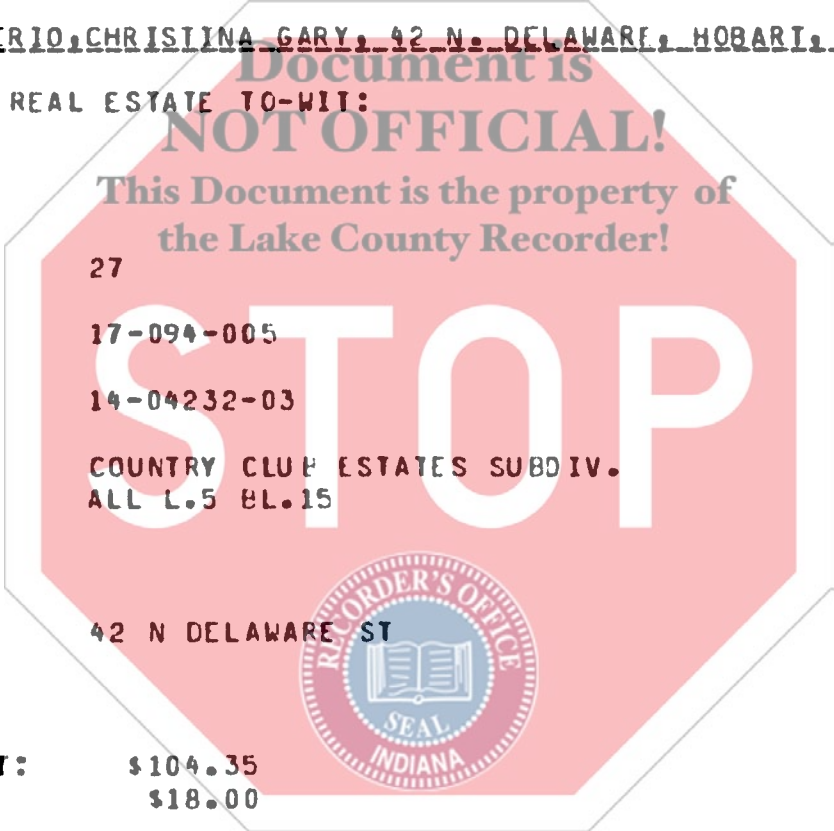 ERIO,CHRISTINA GARY, 42 N. DELAWARE, HOBART,
Document is
REAL ESTATE TO-WIT:
NOT OFFICIAL!
This Document is the property of
the Lake County Recorder!
27
17-094-005
14-04232-03
STOP
COUNTRY CLUB ESTATES SUBDIV.
ALL L.5 BL.15
RECORDER'S OFFICE
42 N DELAWARE ST
SEAL
INDIANA
T: $104.35
$18.00